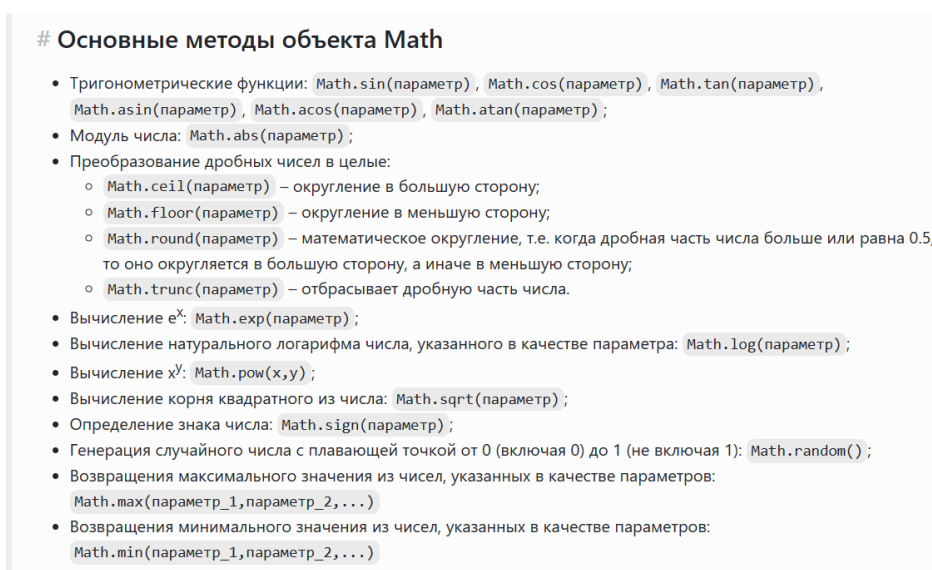 # Основные методы объекта Math
• Тригонометрические функции: Math.sin(параметр), Math.cos(параметр), Math.tan(параметр),
Math.asin(параметр), Math.acos(параметр), Math.atan(параметр);
• Модуль числа: Math.abs(параметр);
• Преобразование дробных чисел в целые:
◦ Math.ceil(параметр) – округление в большую сторону;
◦ Math.floor(параметр) – округление в меньшую сторону;
◦ Math.round(параметр) – математическое округление, т.е. когда дробная часть числа больше или равна 0.5,
то оно округляется в большую сторону, а иначе в меньшую сторону;
◦ Math.trunc(параметр) – отбрасывает дробную часть числа.
• Вычисление eˣ: Math.exp(параметр);
• Вычисление натурального логарифма числа, указанного в качестве параметра: Math.log(параметр);
• Вычисление xʸ: Math.pow(x,y);
• Вычисление корня квадратного из числа: Math.sqrt(параметр);
• Определение знака числа: Math.sign(параметр);
• Генерация случайного числа с плавающей точкой от 0 (включая 0) до 1 (не включая 1): Math.random();
• Возвращения максимального значения из чисел, указанных в качестве параметров:
Math.max(параметр_1,параметр_2,...)
• Возвращения минимального значения из чисел, указанных в качестве параметров:
Math.min(параметр_1,параметр_2,...)